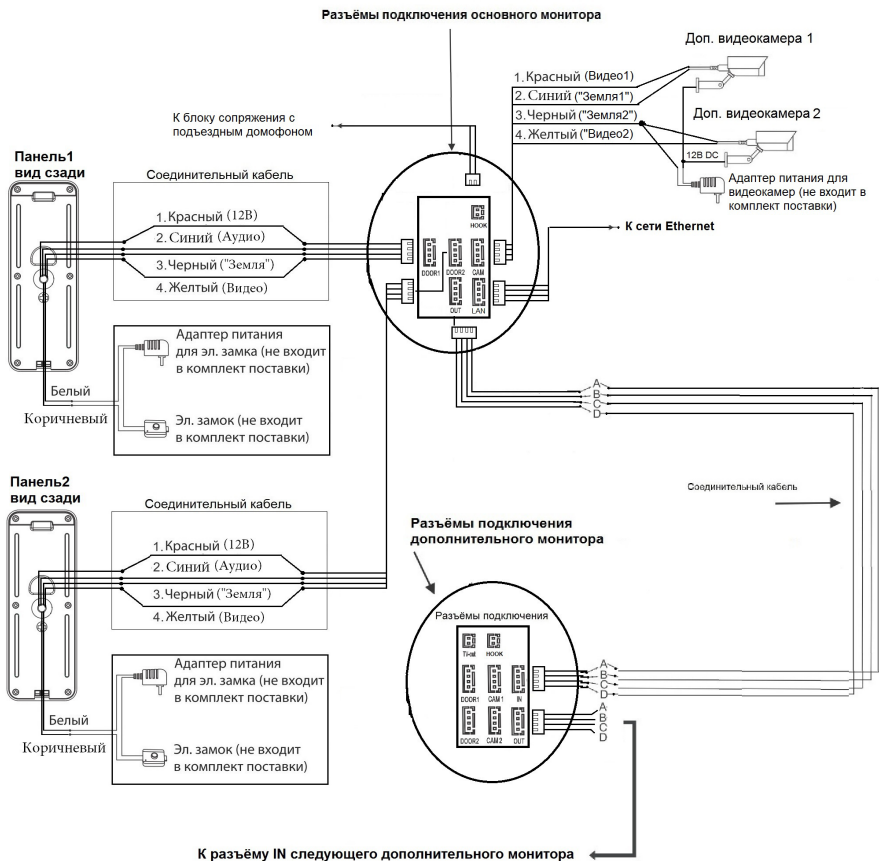 Разъёмы подключения основного монитора
Доп. видеокамера 1
1. Красный (Видео1)
2. Синий ("Земля1")
3. Черный ("Земля2")
4. Желтый ("Видео2)
Доп. видеокамера 2
12В DC
Адаптер питания для
видеокамер (не входит в
комплект поставки)
К блоку сопряжения с
подъездным домофоном
К сети Ethernet
Панель1
вид сзади
Соединительный кабель
1. Красный (12В)
2. Синий (Аудио)
3. Черный ("Земля")
4. Желтый (Видео)
HOOK
DOOR1
DOOR2
CAM
OUT
LAN
Адаптер питания
для эл. замка (не входит
в комплект поставки)
Белый
Коричневый
Эл. замок (не входит
в комплект поставки)
A
B
C
D
Соединительный кабель
Панель2
вид сзади
Соединительный кабель
1. Красный (12В)
2. Синий (Аудио)
3. Черный ("Земля")
4. Желтый (Видео)
Адаптер питания
для эл. замка (не входит
в комплект поставки)
Белый
Коричневый
Эл. замок (не входит
в комплект поставки)
Разъёмы подключения
дополнительного монитора
Разъёмы подключения
HOOK
DOOR1
CAM 1
IN
DOOR2
CAM 2
OUT
A
B
C
D
A
B
C
D
К разъёму IN следующего дополнительного монитора